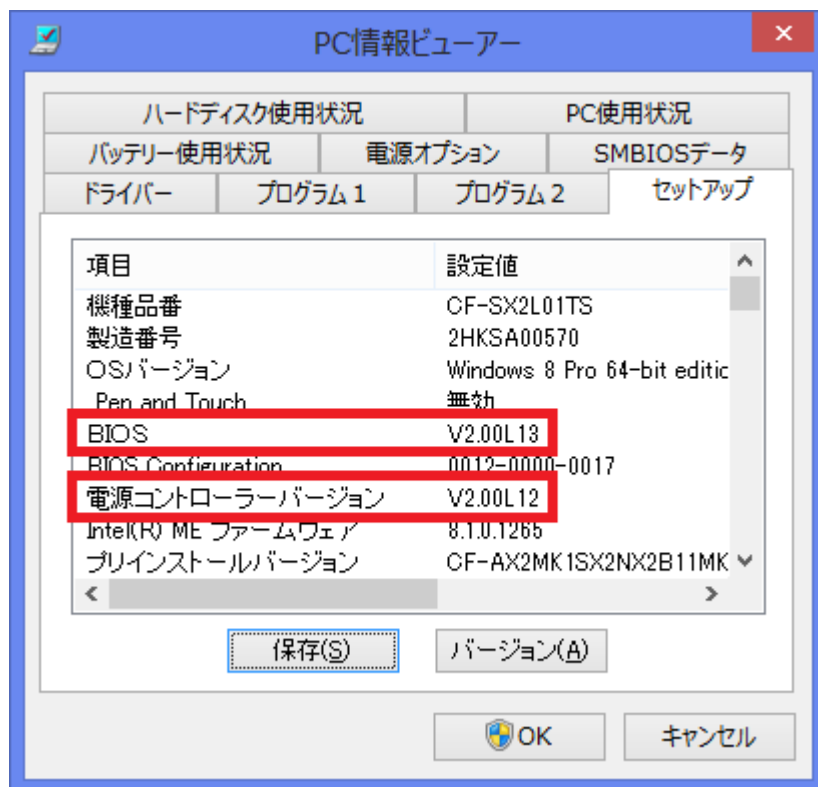 PC情報ビューアー
ハードディスク使用状況 PC使用状況
バッテリー使用状況 電源オプション SMBIOSデータ
ドライバー プログラム 1 プログラム 2 セットアップ
項目 設定値
機種品番 CF-SX2L01TS
製造番号 2HKSA00570
OSバージョン Windows 8 Pro 64-bit editic
Pen and Touch 無効
BIOS V2.00L13
BIOS Configuration 0012-0000-0017
電源コントローラーバージョン V2.00L12
Intel(R) ME ファームウェア 8.1.0.1265
プリインストールバージョン CF-AX2MK1SX2NX2B11MK
保存(S) バージョン(A)
OK キャンセル